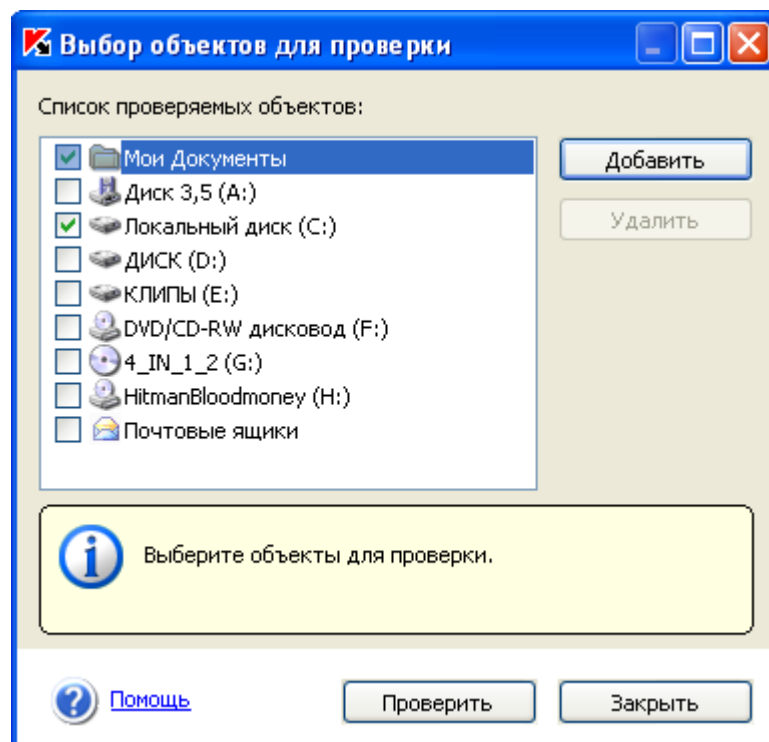 Выбор объектов для проверки
Список проверяемых объектов:
Мои Документы
Добавить
Диск 3,5 (A:)
Локальный диск (C:)
Удалить
ДИСК (D:)
КЛИПЫ (E:)
DVD/CD-RW дисковод (F:)
4_IN_1_2 (G:)
HitmanBloodmoney (H:)
Почтовые ящики
Выберите объекты для проверки.
Помощь
Проверить
Закрыть